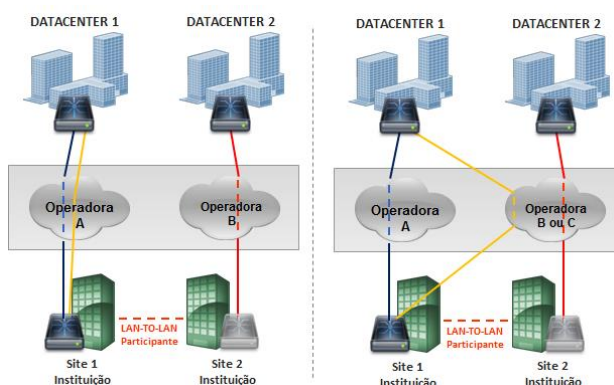 DATACENTER 1
DATACENTER 2
Operadora
A
Operadora
B
LAN-TO-LAN
Participante
Site 1
Instituição
Site 2
Instituição
DATACENTER 1
DATACENTER 2
Operadora
A
Operadora
B ou C
LAN-TO-LAN
Participante
Site 1
Instituição
Site 2
Instituição